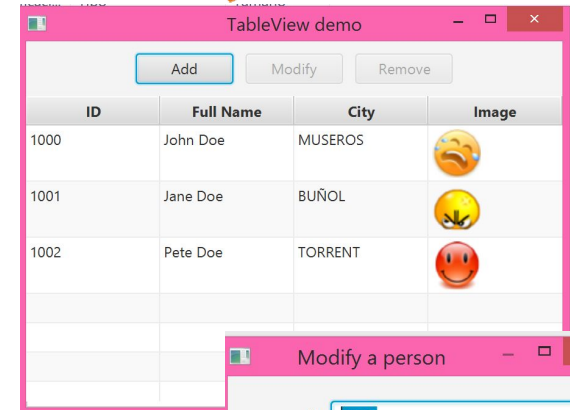 TableView demo
Add Modify Remove
ID Full Name City Image
1000 John Doe MUSEROS
1001 Jane Doe BUÑOL
1002 Pete Doe TORRENT
Modify a person